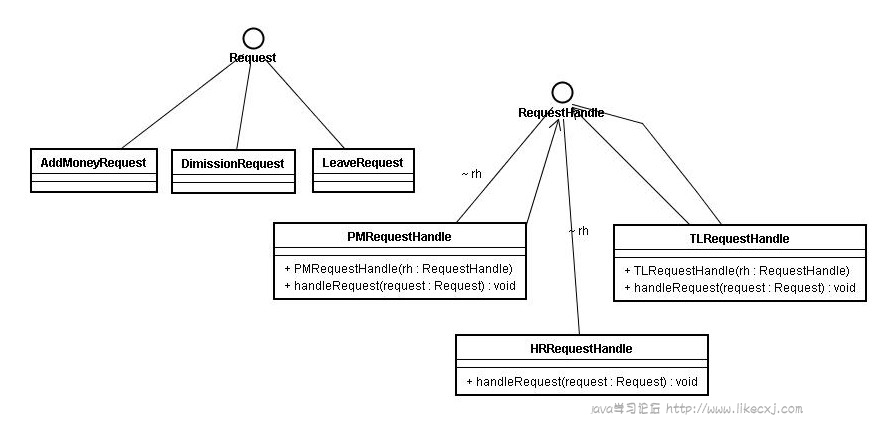 Request
RequestHandle
AddMoneyRequest
DimissionRequest
LeaveRequest
~ rh
PMRequestHandle
+ PMRequestHandle(rh : RequestHandle)
+ handleRequest(request : Request) : void
~ rh
TLRequestHandle
+ TLRequestHandle(rh : RequestHandle)
+ handleRequest(request : Request) : void
HRRequestHandle
+ handleRequest(request : Request) : void
java学习论坛 http://www.likecxj.com